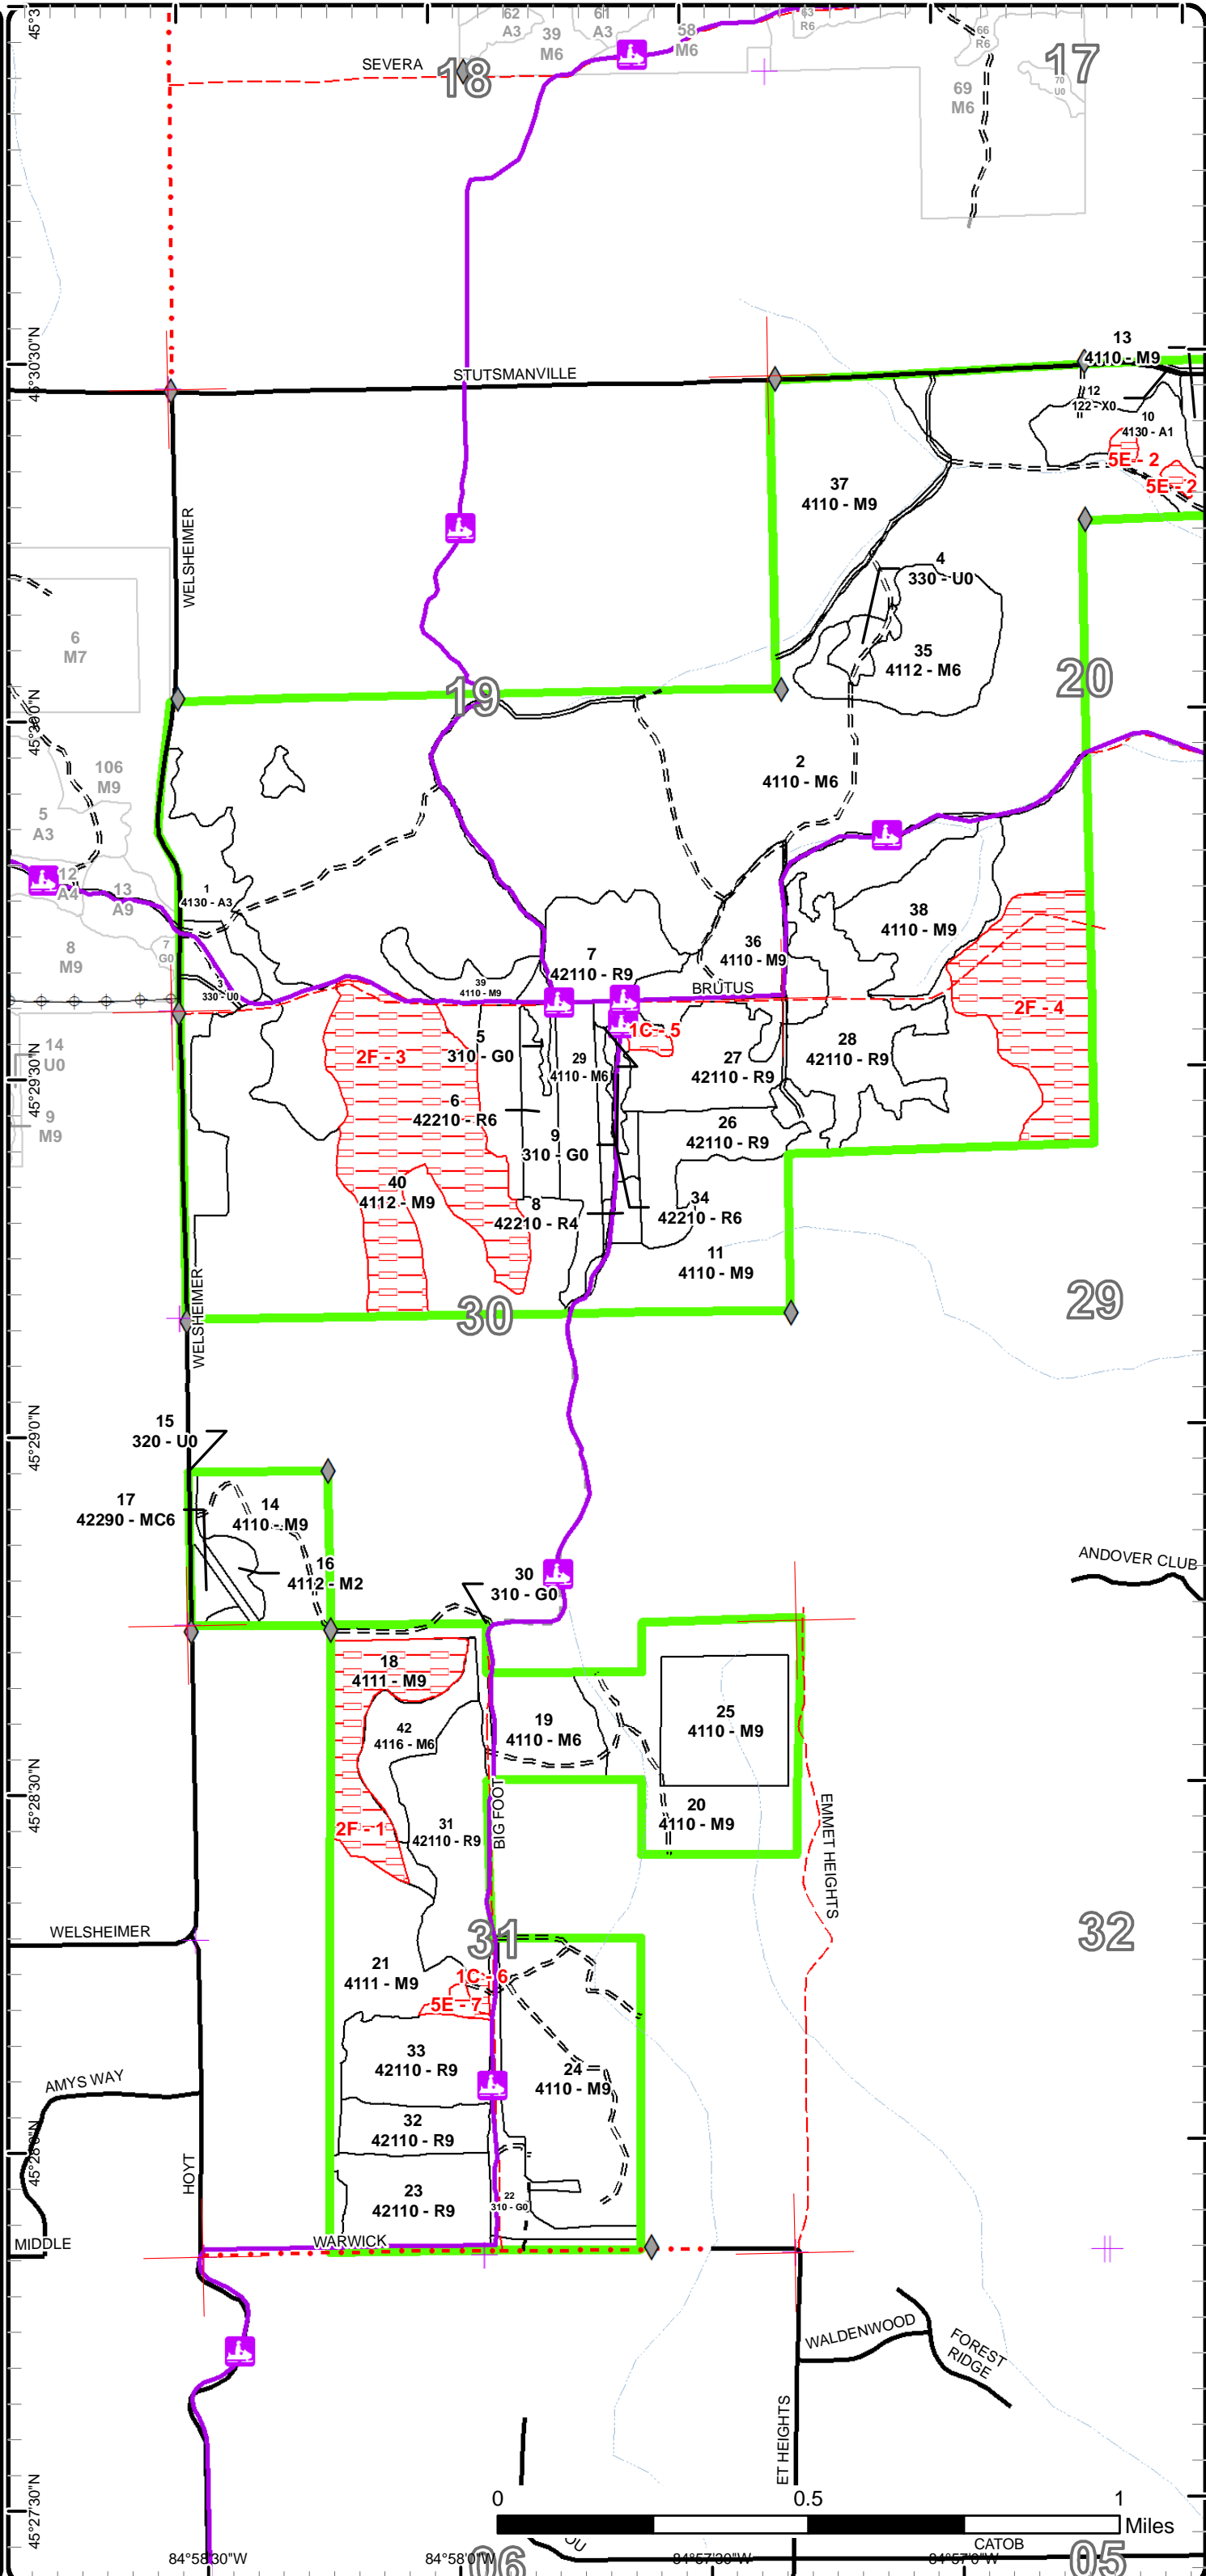 45°3
62
A3
61
A3
39
M6
58
M6
63
R6
66
R6
17
70
U0
69
M6
SEVERA
18
45°30'30"N
STUTSMANVILLE
13
4110 - M9
12
122 - X0
10
4130 - A1
5E - 2
5E - 2
37
4110 - M9
WELSHEIMER
4
330 - U0
35
4112 - M6
20
6
M7
19
45°30'0"N
106
M9
2
4110 - M6
5
A3
12
A4
13
A9
1
4130 - A3
7
G0
8
M9
38
4110 - M9
36
4110 - M9
7
42110 - R9
39
4110 - M9
3
330 - U0
BRUTUS
2F - 4
1C - 5
2F - 3
5
310 - G0
29
4110 - M6
27
42110 - R9
28
42110 - R9
14
U0
45°29'30"N
9
M9
6
42210 - R6
26
42110 - R9
9
310 - G0
40
4112 - M9
8
42210 - R4
34
42210 - R6
11
4110 - M9
WELSHEIMER
30
29
45°29'0"N
15
320 - U0
17
42290 - MC6
14
4110 - M9
16
4112 - M2
30
310 - G0
ANDOVER CLUB
18
4111 - M9
42
4116 - M6
19
4110 - M6
25
4110 - M9
45°28'30"N
BIG FOOT
20
4110 - M9
EMMET HEIGHTS
31
42110 - R9
2F - 1
WELSHEIMER
31
32
21
4111 - M9
1C - 6
5E - 7
33
42110 - R9
24
4110 - M9
AMYS WAY
32
42110 - R9
45°28'0"N
HOYT
23
42110 - R9
22
310 - G0
MIDDLE
WARWICK
WALDENWOOD
FOREST
RIDGE
ET HEIGHTS
45°27'30"N
0
0.5
1
Miles
OU
CATOB
84°58'30"W
84°58'0"W
84°57'30"W
84°57'0"W
06
05